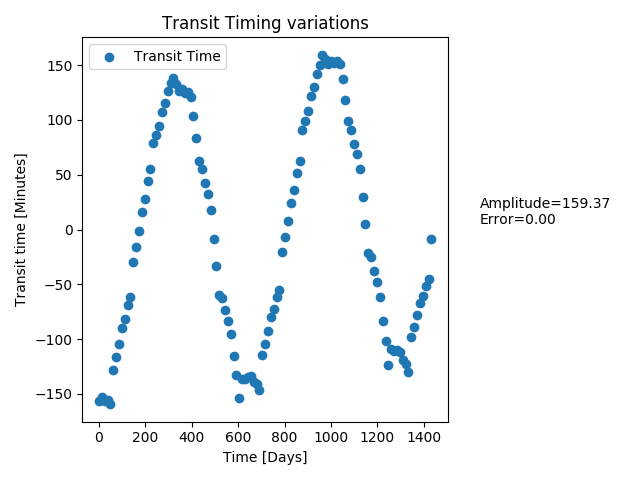 Transit Timing variations
Transit Time
Transit time [Minutes]
150
100
50
0
−50
−100
−150
0 200 400 600 800 1000 1200 1400
Time [Days]
Amplitude=159.37
Error=0.00